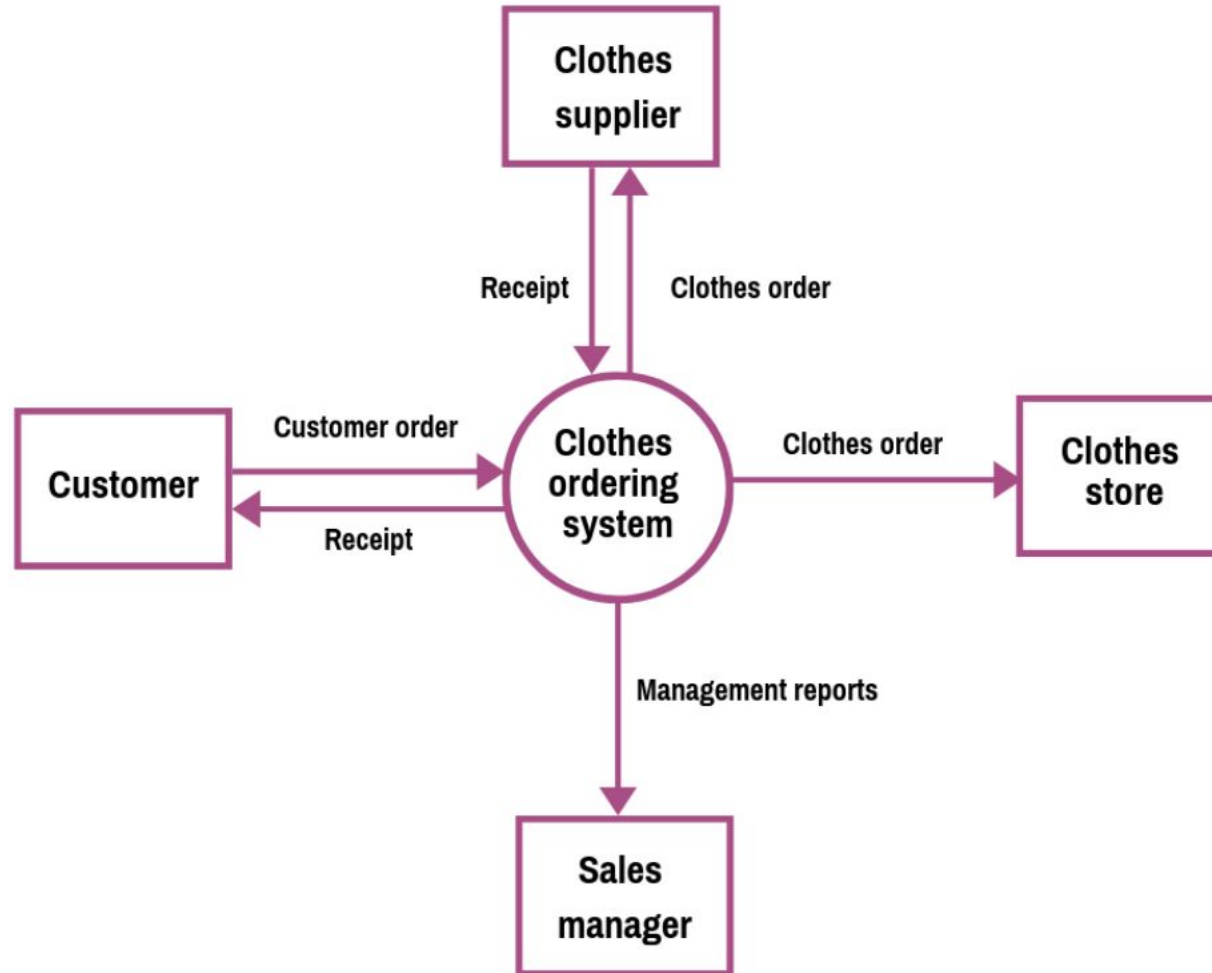 Clothes
supplier
Receipt
Clothes order
Customer order
Receipt
Customer
Clothes
ordering
system
Clothes order
Clothes
store
Management reports
Sales
manager